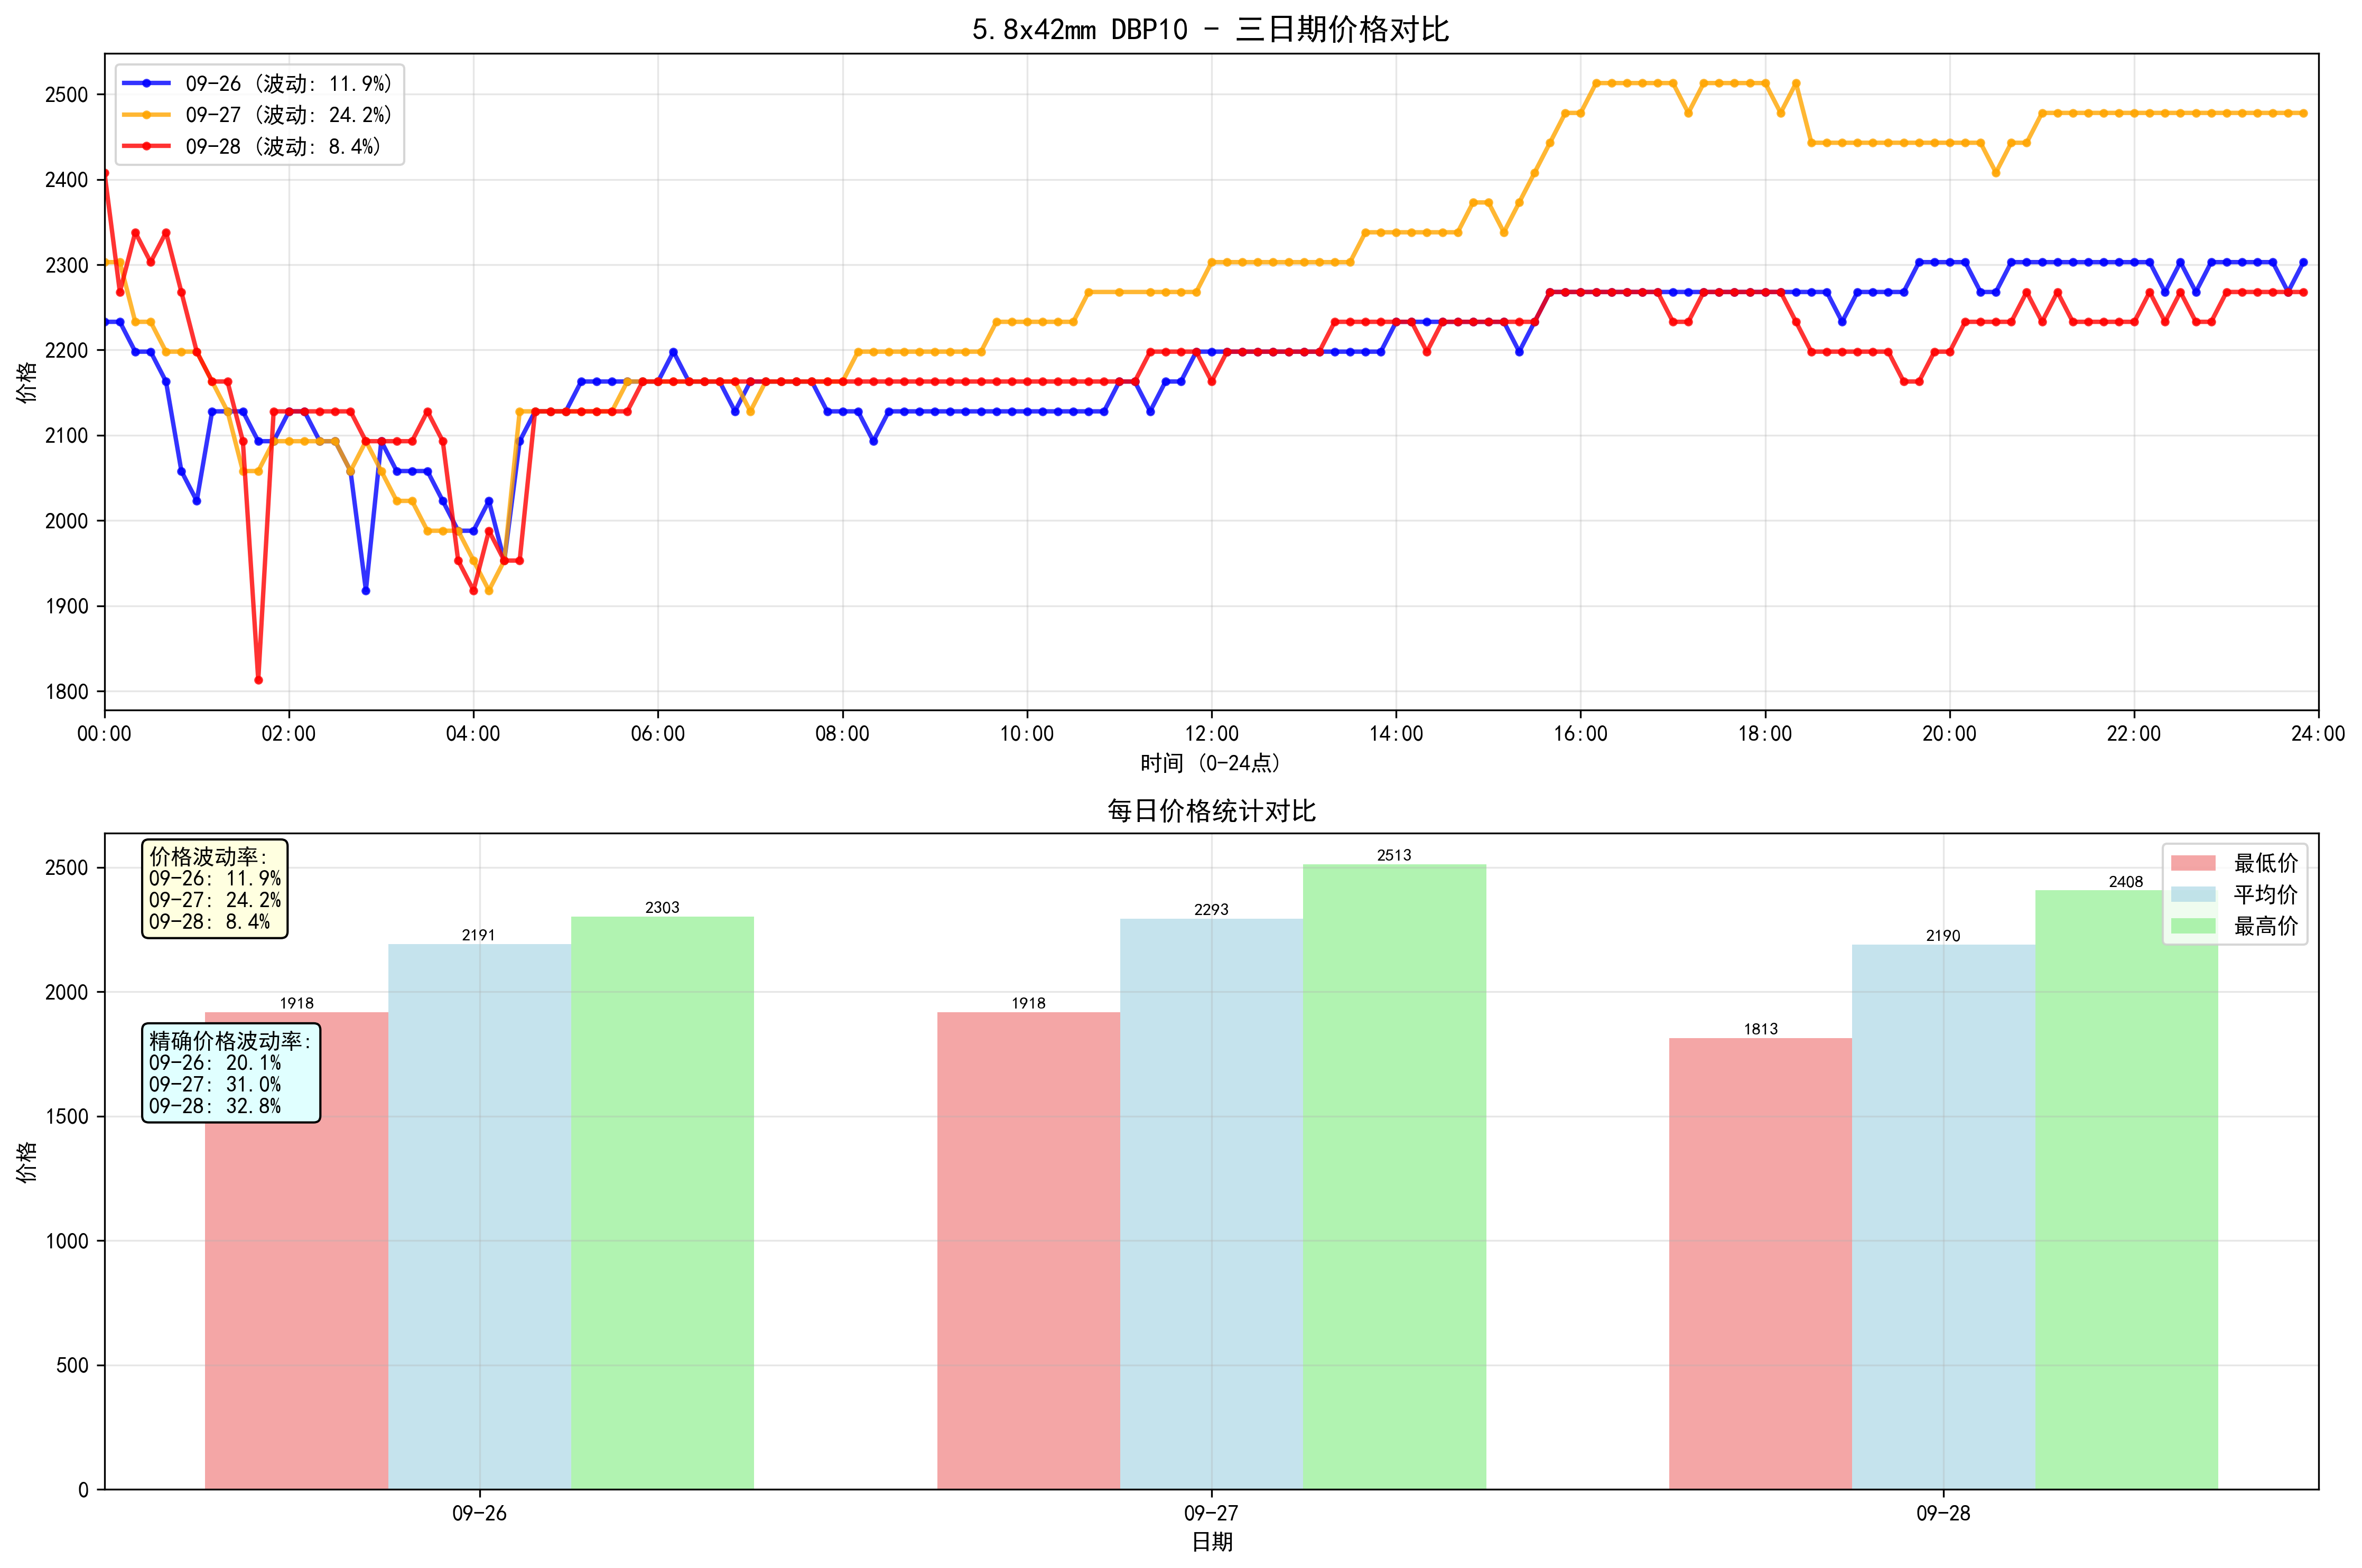 5.8x42mm DBP10 - 三日期价格对比
09-26 (波动: 11.9%)
09-27 (波动: 24.2%)
09-28 (波动: 8.4%)
价格
2500
2400
2300
2200
2100
2000
1900
1800
00:00 02:00 04:00 06:00 08:00 10:00 12:00 14:00 16:00 18:00 20:00 22:00 24:00
时间 (0-24点)
每日价格统计对比
价格波动率:
09-26: 11.9%
09-27: 24.2%
09-28: 8.4%
精确价格波动率:
09-26: 20.1%
09-27: 31.0%
09-28: 32.8%
最低价
平均价
最高价
1918 2191 2303
1918 2293 2513
1813 2190 2408
价格
2500
2000
1500
1000
500
0
09-26 09-27 09-28
日期